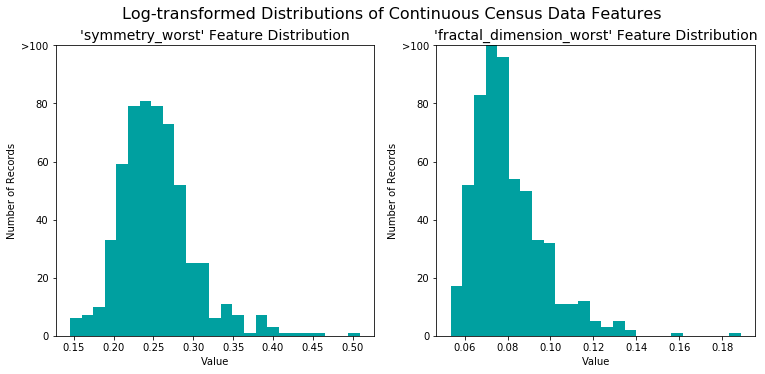 Log-transformed Distributions of Continuous Census Data Features
'symmetry_worst' Feature Distribution
'fractal_dimension_worst' Feature Distribution
>100
80
60
40
20
0
Number of Records
0.15 0.20 0.25 0.30 0.35 0.40 0.45 0.50
Value
>100
80
60
40
20
0
Number of Records
0.06 0.08 0.10 0.12 0.14 0.16 0.18
Value